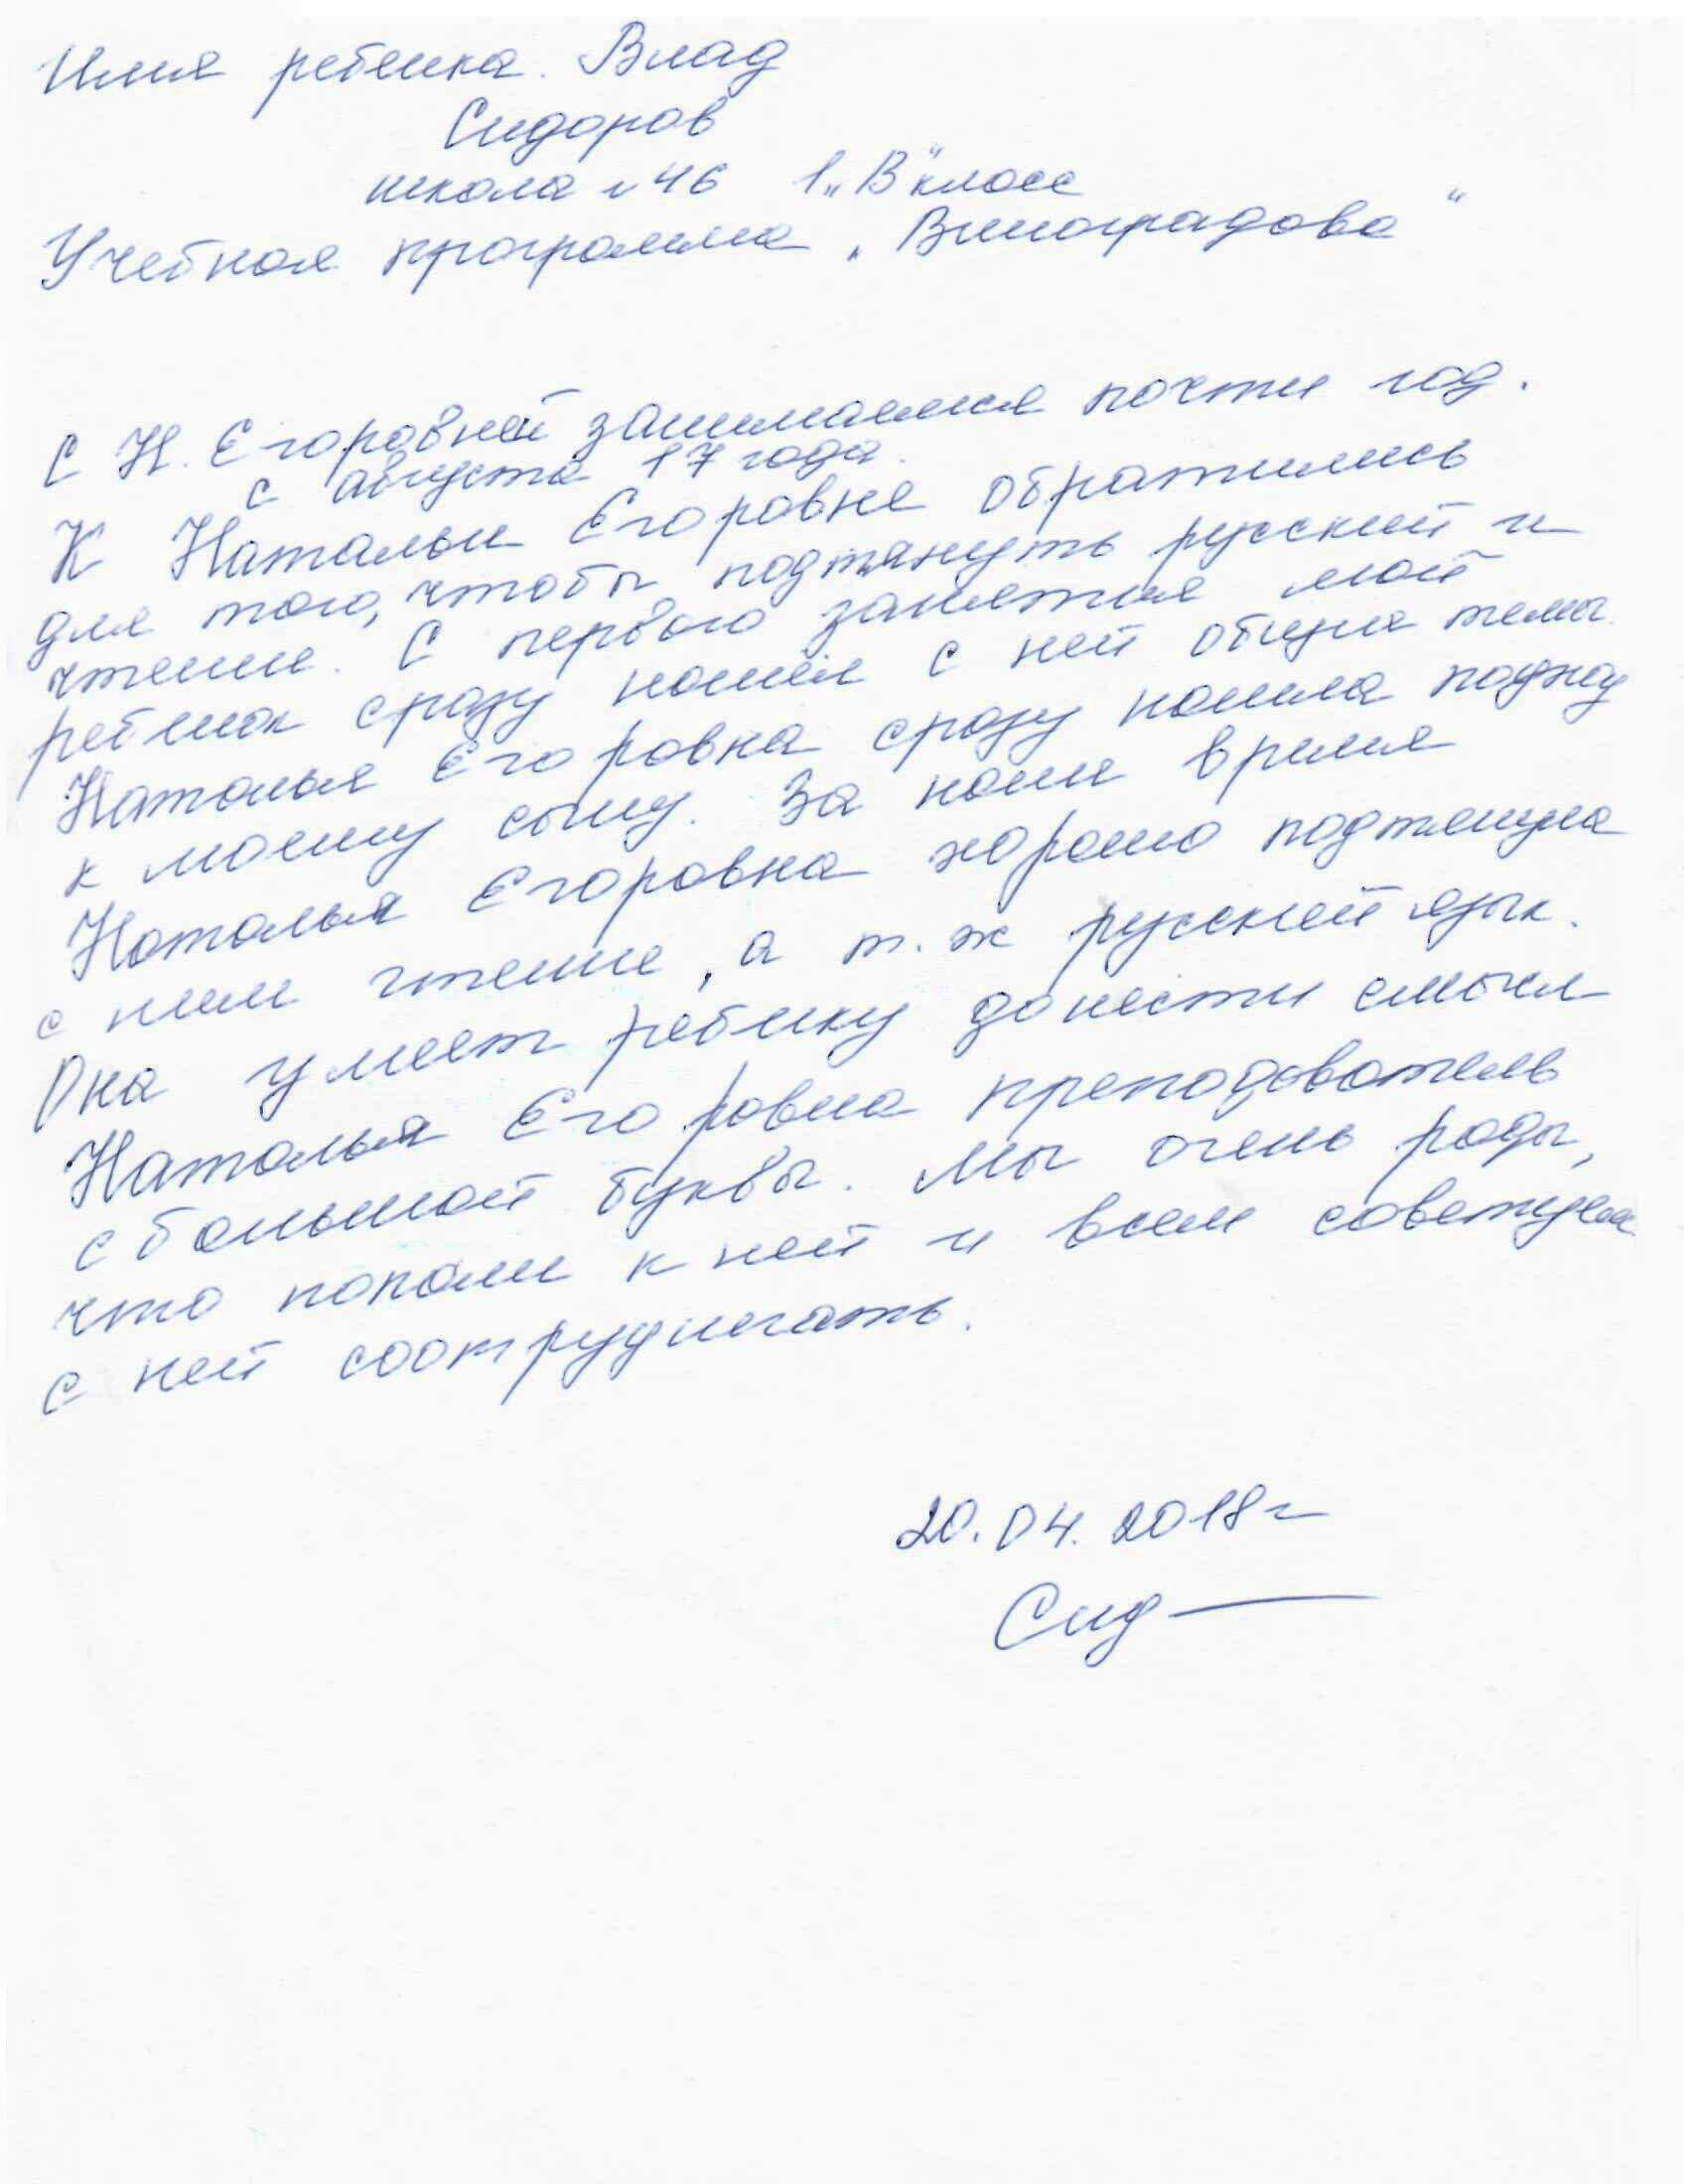 Имя ребенка. Влад
Сидоров
школа N 46 1 „В" класс
Учебная программа „Виноградова"
С Н. Егоровной занимаемся почти год.
с августа 17 года.
К Натальи Егоровне обратились
для того, чтобы подтянуть русский и
чтение. С первого занятия мой
ребенок сразу нашёл с ней общие темы.
Наталья Егоровна сразу нашла подход
к моему сыну. За наше время
Наталья Егоровна хорошо подтянула
с ним чтение, а т. ж русский язык.
Она умеет ребенку донести смысл
Наталья Егоровна преподователь
с большой буквы. Мы очень рады,
что попали к ней и всем советуем
с ней соотрудничать.
20.04.2018г
Сид